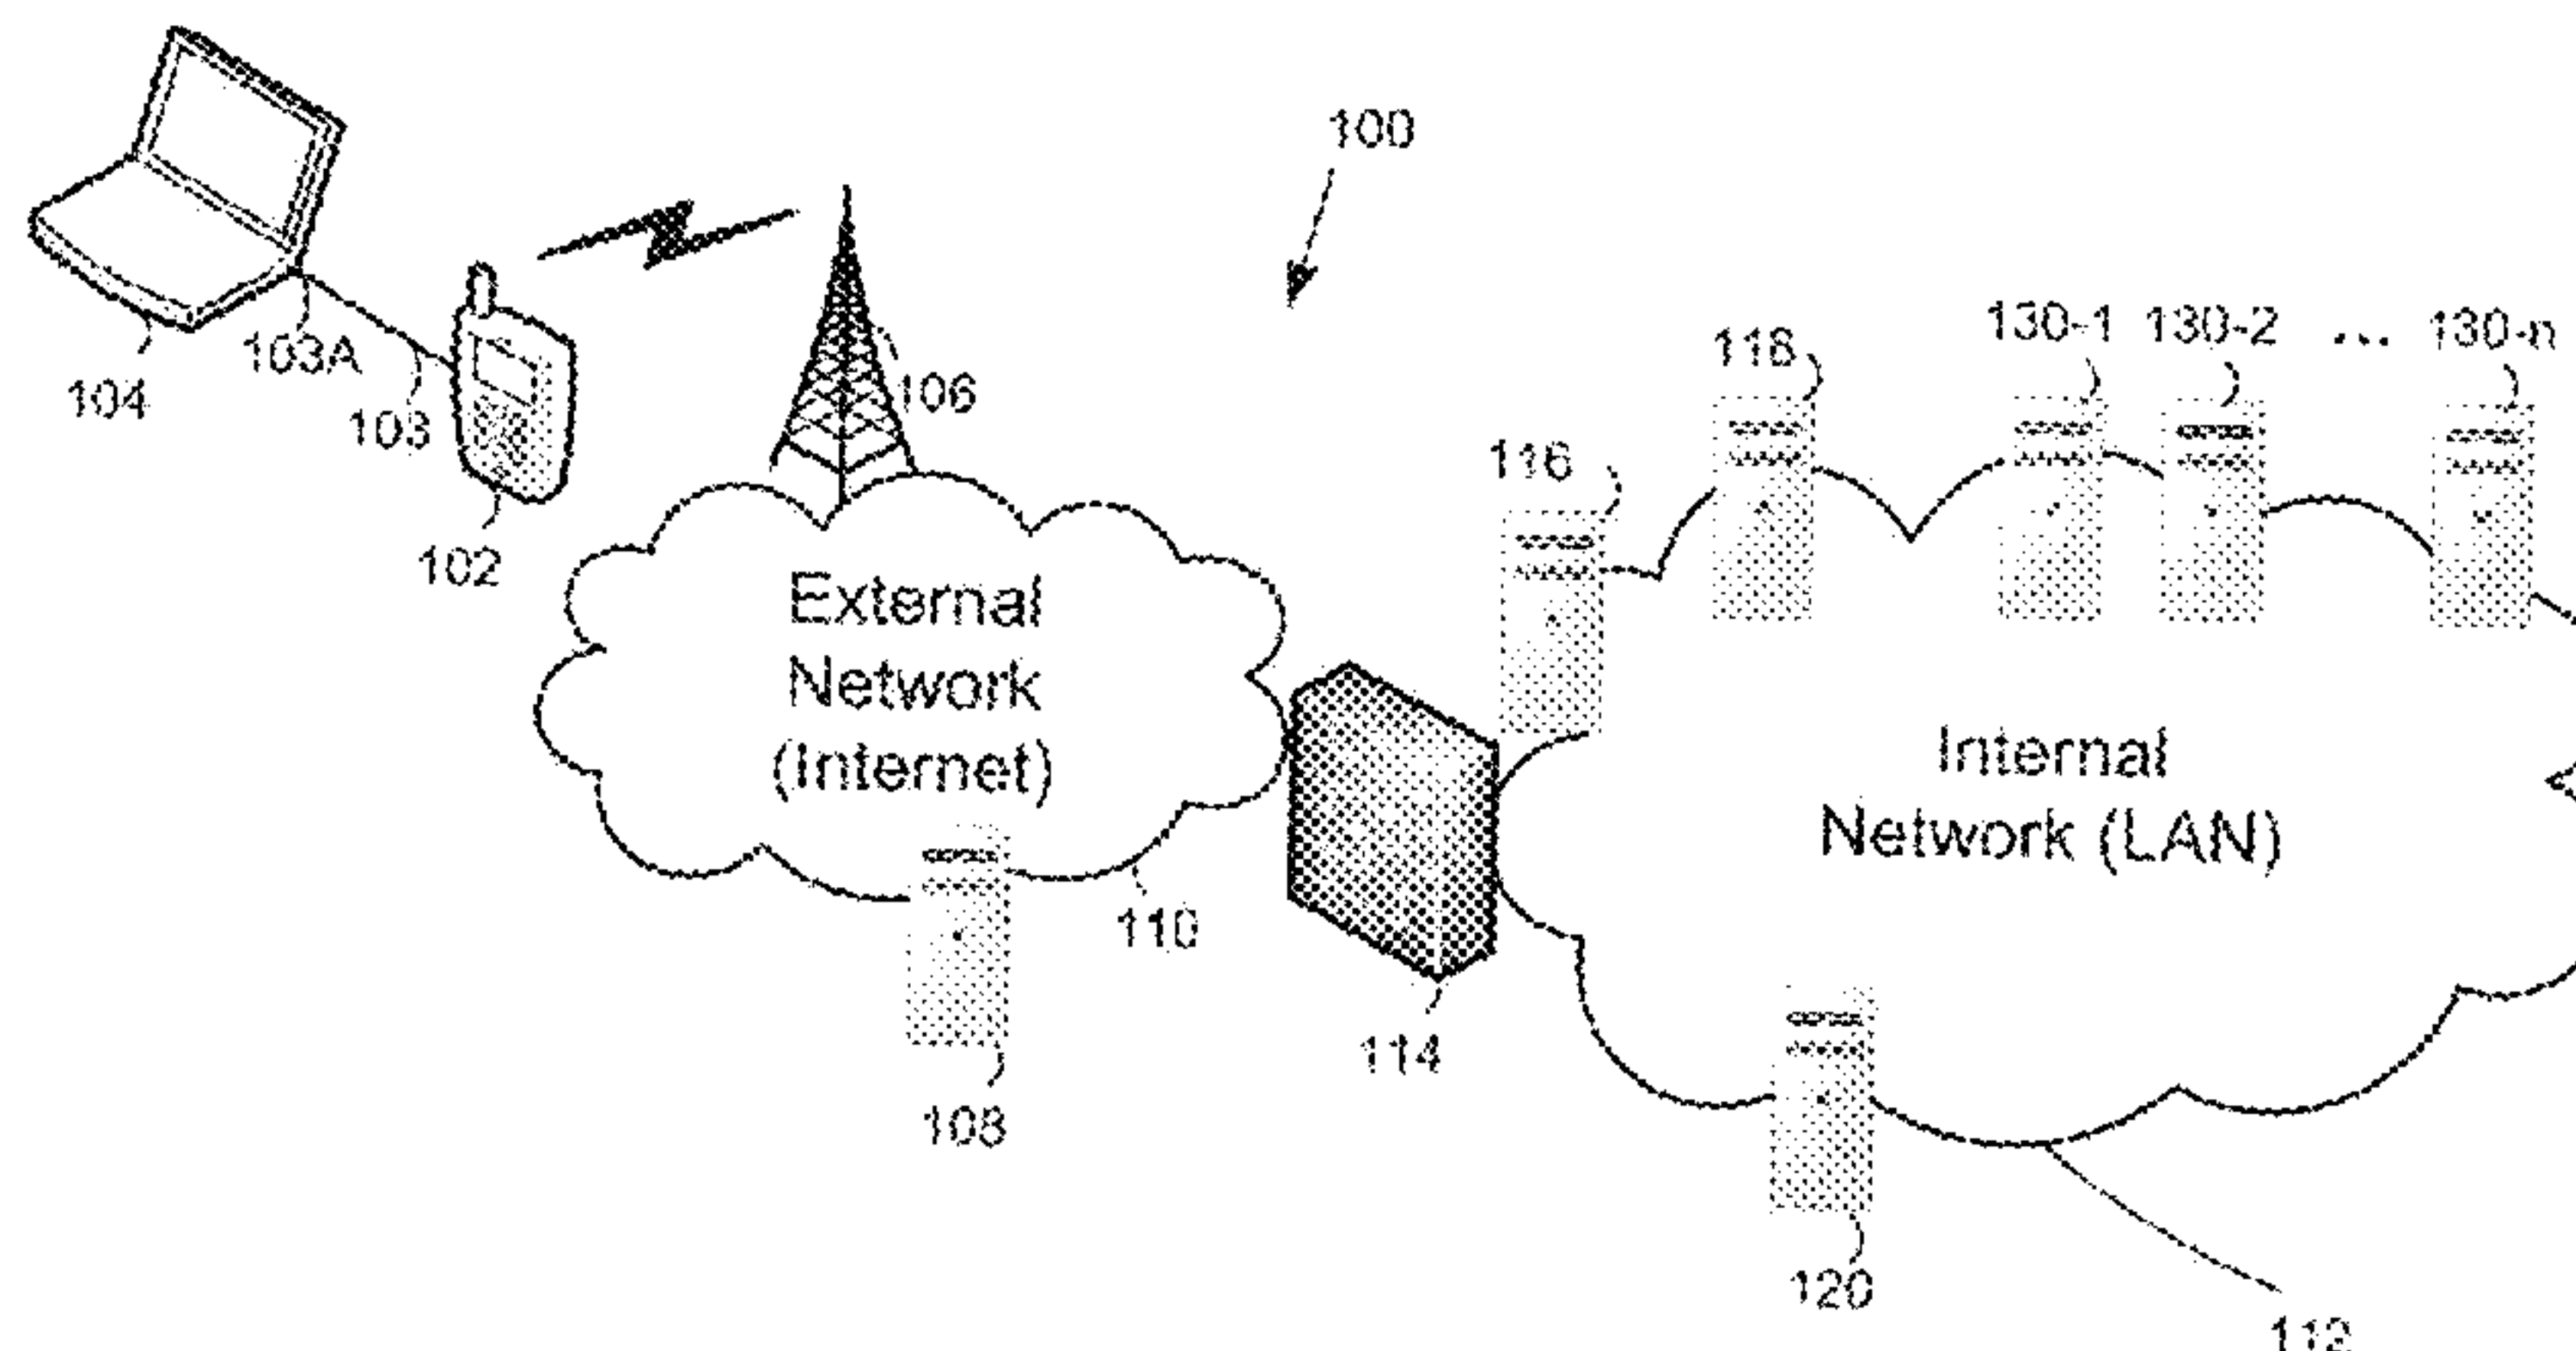 100
130-1 130-2 ... 130-n
118
103A
104
106
103
116
102
External
Network
(Internet)
Internal
Network (LAN)
110
114
108
120
112